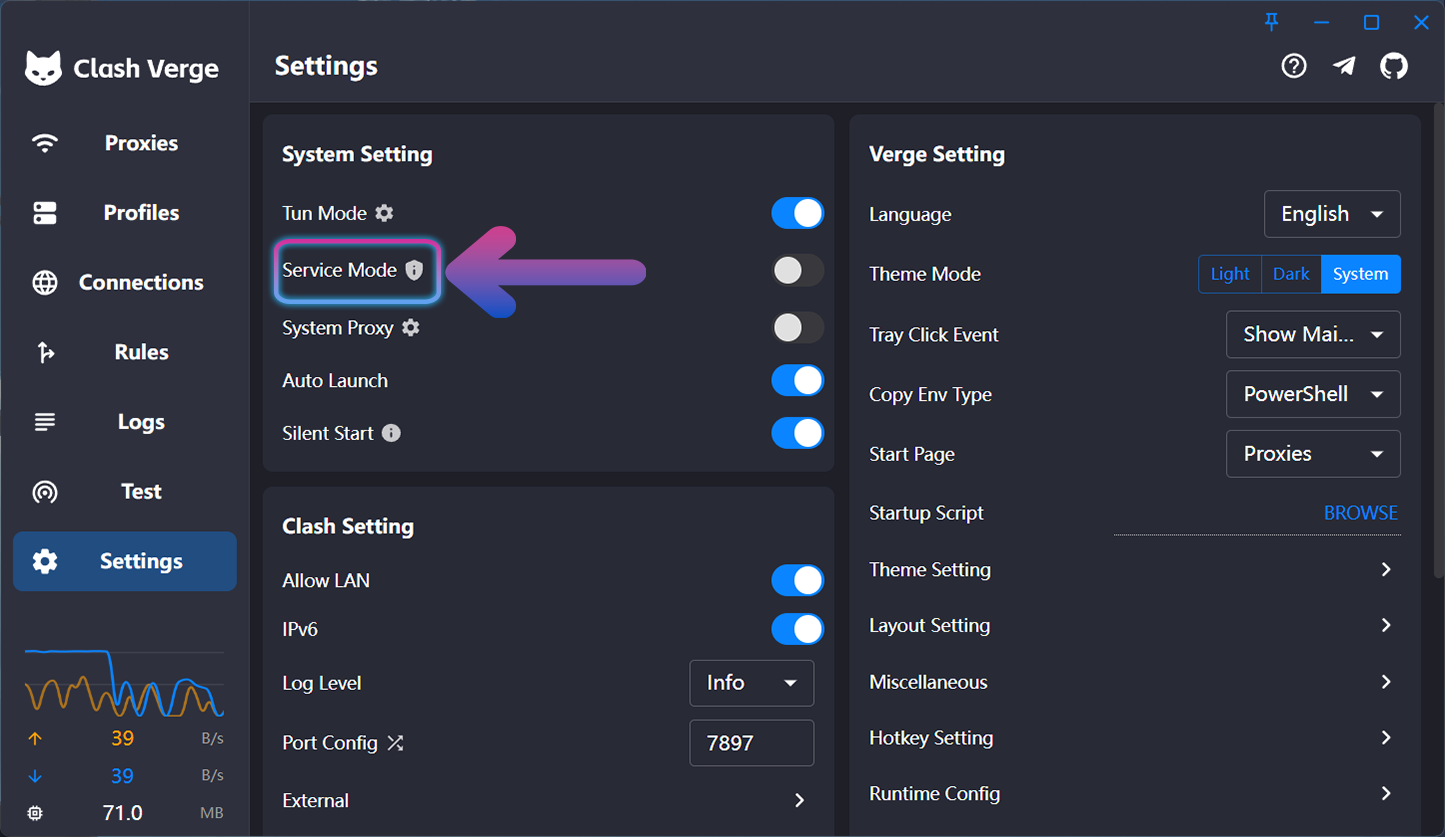 Clash Verge
Proxies
Profiles
Connections
Rules
Logs
Test
Settings
39 B/s
39 B/s
71.0 MB
Settings
System Setting
Tun Mode
Service Mode
System Proxy
Auto Launch
Silent Start
Clash Setting
Allow LAN
IPv6
Log Level Info
Port Config 7897
External
Verge Setting
Language English
Theme Mode Light Dark System
Tray Click Event Show Mai...
Copy Env Type PowerShell
Start Page Proxies
Startup Script BROWSE
Theme Setting
Layout Setting
Miscellaneous
Hotkey Setting
Runtime Config